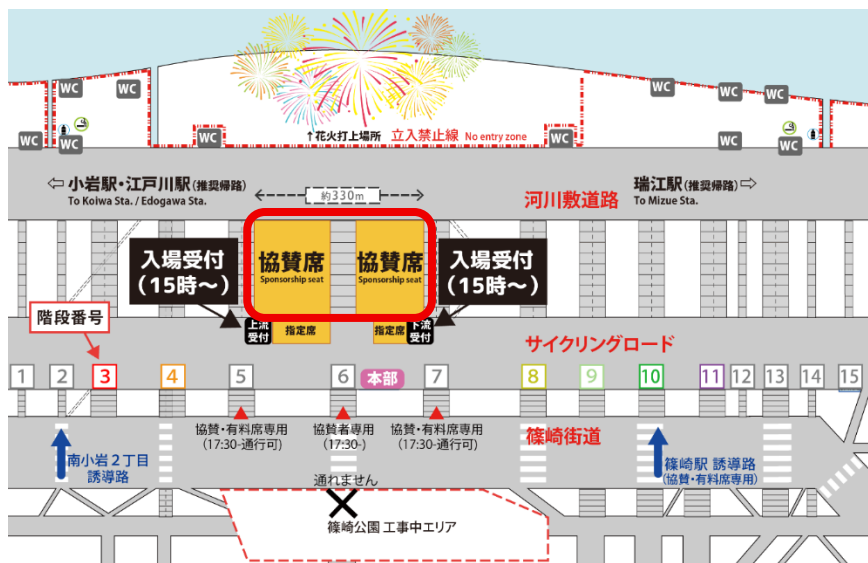 WC
WC
WC
WC
WC
WC
WC
WC
WC
WC
WC
WC
↑花火打上場所 立入禁止線 No entry zone
⇦小岩駅・江戸川駅(推奨帰路)
To Koiwa Sta. / Edogawa Sta.
約330m
河川敷道路
瑞江駅(推奨帰路)⇨
To Mizue Sta.
入場受付
(15時〜)
協賛席
Sponsorship seat
協賛席
Sponsorship seat
入場受付
(15時〜)
階段番号
上流
受付
指定席
指定席
下流
受付
サイクリングロード
1
2
3
4
5
6
本部
7
8
9
10
11
12
13
14
15
協賛・有料席専用
(17:30-通行可)
協賛者専用
(17:30-)
協賛・有料席専用
(17:30-通行可)
篠崎街道
南小岩2丁目
誘導路
通れません
篠崎駅 誘導路
(協賛・有料席専用)
篠崎公園 工事中エリア